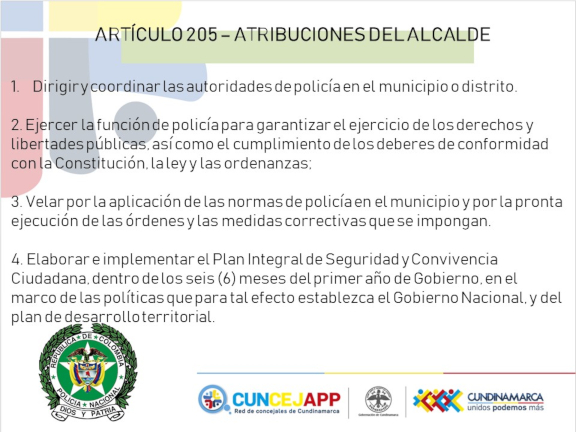 ARTÍCULO 205 – ATRIBUCIONES DEL ALCALDE
1. Dirigir y coordinar las autoridades de policía en el municipio o distrito.
2. Ejercer la función de policía para garantizar el ejercicio de los derechos y
libertades públicas, así como el cumplimiento de los deberes de conformidad
con la Constitución, la ley y las ordenanzas;
3. Velar por la aplicación de las normas de policía en el municipio y por la pronta
ejecución de las órdenes y las medidas correctivas que se impongan.
4. Elaborar e implementar el Plan Integral de Seguridad y Convivencia
Ciudadana, dentro de los seis (6) meses del primer año de Gobierno, en el
marco de las políticas que para tal efecto establezca el Gobierno Nacional, y del
plan de desarrollo territorial.
REPÚBLICA DE COLOMBIA
POLICÍA NACIONAL
DIOS Y PATRIA
CUNCEJAPP
Red de concejales de Cundinamarca
Cundinamarca
CUNDINAMARCA
unidos podemos más